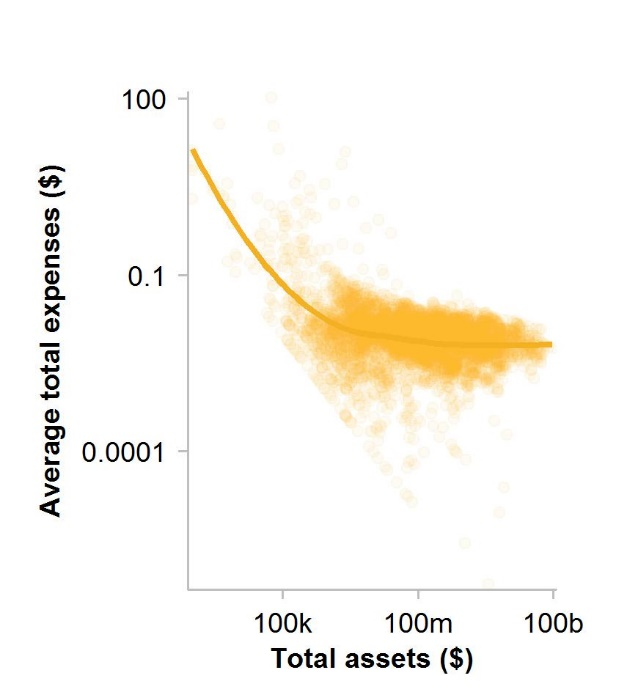 100
0.1
0.0001
Average total expenses ($)
100k 100m 100b
Total assets ($)